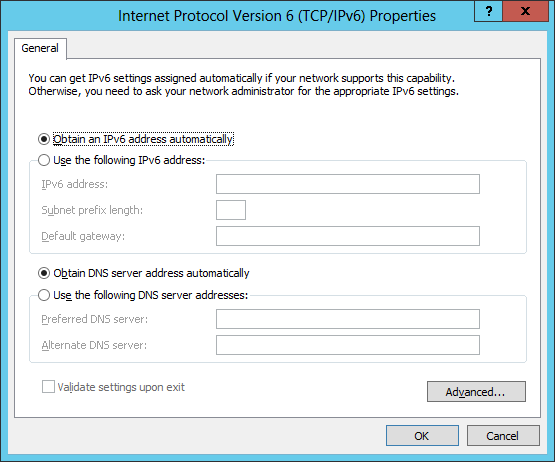 Internet Protocol Version 6 (TCP/IPv6) Properties
? x
General
You can get IPv6 settings assigned automatically if your network supports this capability.
Otherwise, you need to ask your network administrator for the appropriate IPv6 settings.
Obtain an IPv6 address automatically
Use the following IPv6 address:
IPv6 address:
Subnet prefix length:
Default gateway:
Obtain DNS server address automatically
Use the following DNS server addresses:
Preferred DNS server:
Alternate DNS server:
Validate settings upon exit
Advanced...
OK Cancel